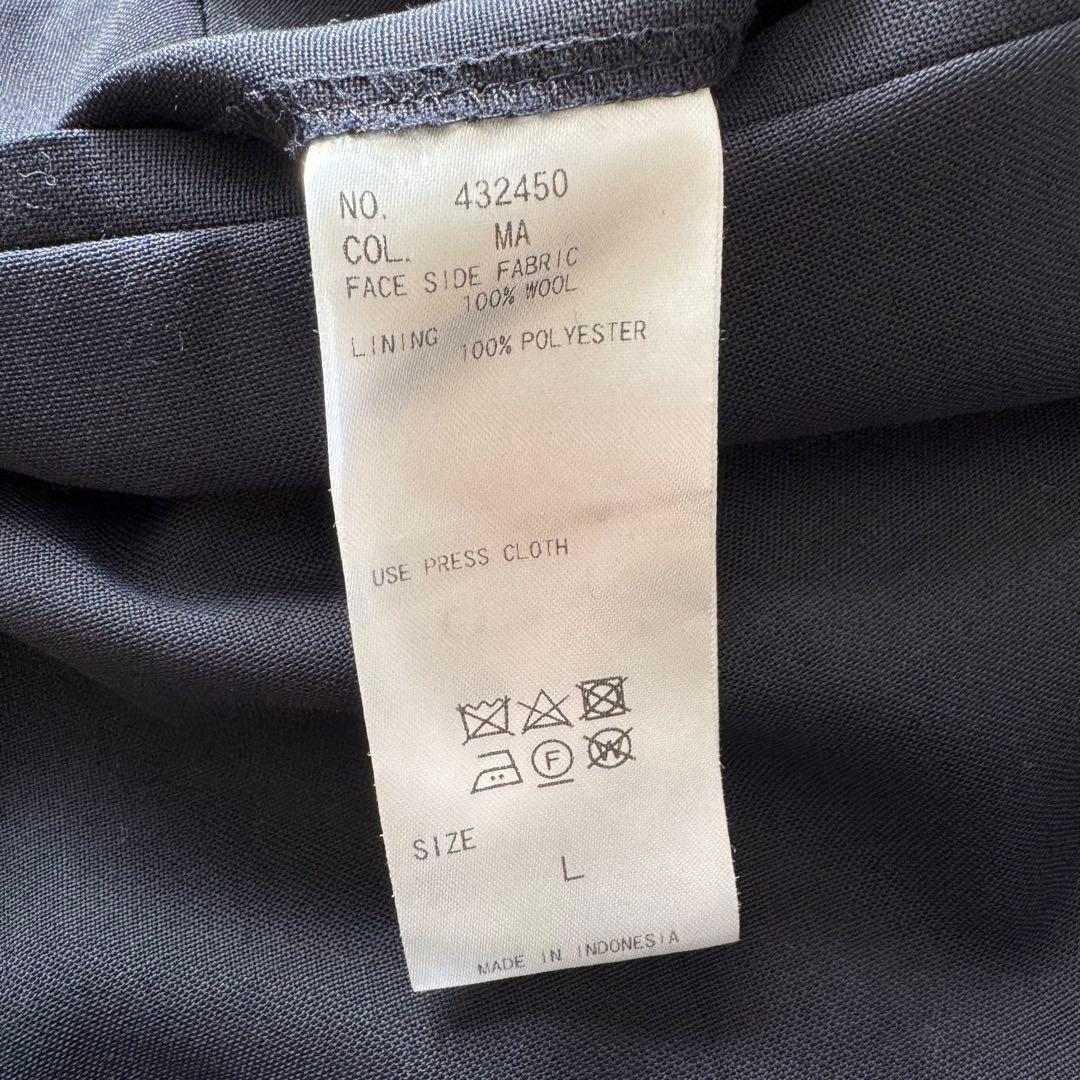 NO. 432450
COL. MA
FACE SIDE FABRIC
100% WOOL
LINING 100% POLYESTER
USE PRESS CLOTH
F W
SIZE
L
MADE IN INDONESIA